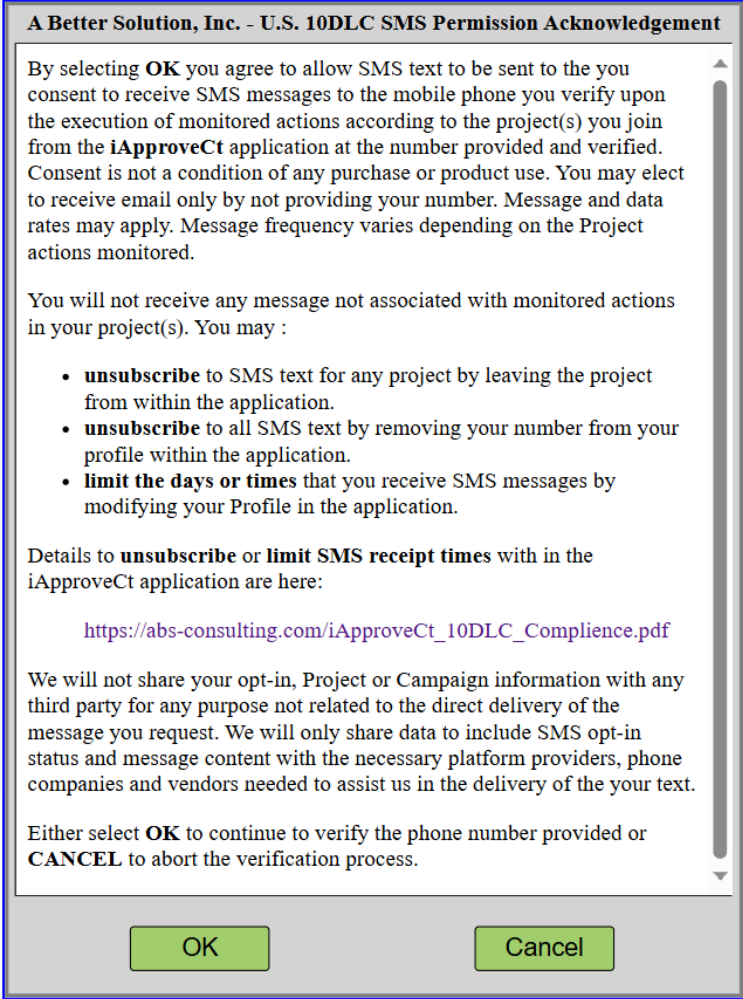 A Better Solution, Inc. - U.S. 10DLC SMS Permission Acknowledgement
By selecting OK you agree to allow SMS text to be sent to the you
consent to receive SMS messages to the mobile phone you verify upon
the execution of monitored actions according to the project(s) you join
from the iApproveCt application at the number provided and verified.
Consent is not a condition of any purchase or product use. You may elect
to receive email only by not providing your number. Message and data
rates may apply. Message frequency varies depending on the Project
actions monitored.
You will not receive any message not associated with monitored actions
in your project(s). You may :
• unsubscribe to SMS text for any project by leaving the project
from within the application.
• unsubscribe to all SMS text by removing your number from your
profile within the application.
• limit the days or times that you receive SMS messages by
modifying your Profile in the application.
Details to unsubscribe or limit SMS receipt times with in the
iApproveCt application are here:
https://abs-consulting.com/iApproveCt_10DLC_Complience.pdf
We will not share your opt-in, Project or Campaign information with any
third party for any purpose not related to the direct delivery of the
message you request. We will only share data to include SMS opt-in
status and message content with the necessary platform providers, phone
companies and vendors needed to assist us in the delivery of the your text.
Either select OK to continue to verify the phone number provided or
CANCEL to abort the verification process.
OK
Cancel